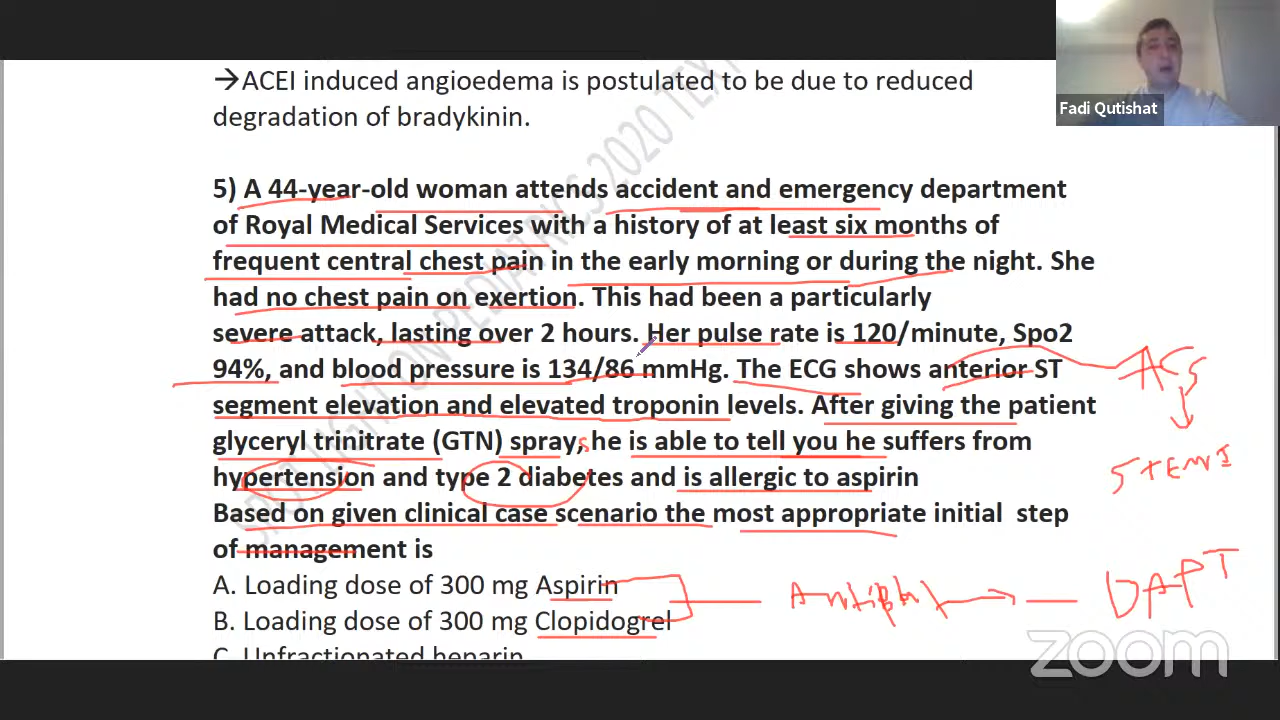 →ACEI induced angioedema is postulated to be due to reduced
degradation of bradykinin.
Fadi Qutishat
5) A 44-year-old woman attends accident and emergency department
of Royal Medical Services with a history of at least six months of
frequent central chest pain in the early morning or during the night. She
had no chest pain on exertion. This had been a particularly
severe attack, lasting over 2 hours. Her pulse rate is 120/minute, Spo2
94%, and blood pressure is 134/86 mmHg. The ECG shows anterior ST
segment elevation and elevated troponin levels. After giving the patient
glyceryl trinitrate (GTN) spray, s he is able to tell you he suffers from
hypertension and type 2 diabetes and is allergic to aspirin
Based on given clinical case scenario the most appropriate initial step
of management is
A. Loading dose of 300 mg Aspirin
B. Loading dose of 300 mg Clopidogrel
C. Unfractionated heparin
ACS
STEMI
DAPT
zoom